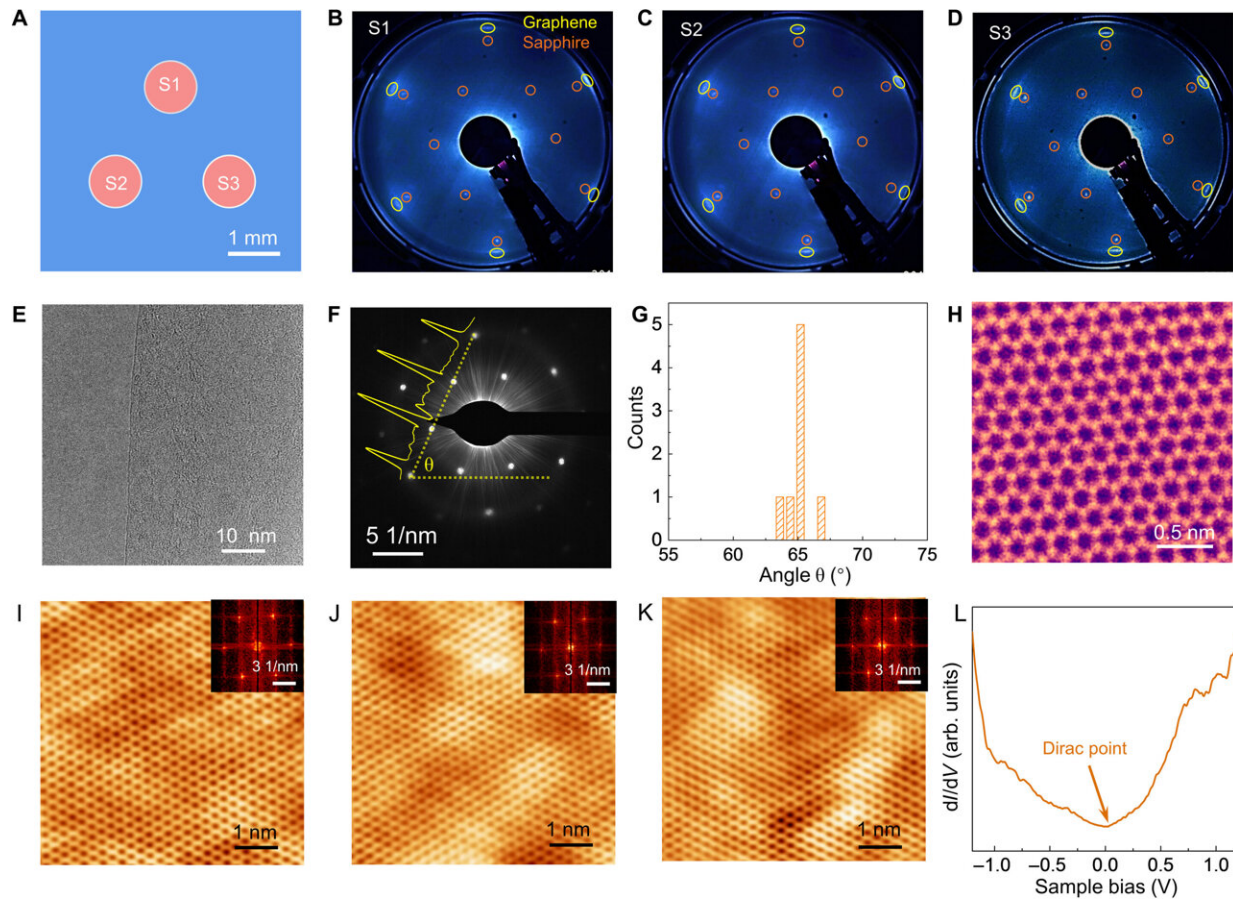 A
S1
S2
S3
1 mm
B
S1
Graphene
Sapphire
C
S2
D
S3
E
10 nm
F
θ
5 1/nm
G
Counts
5
4
3
2
1
0
55 60 65 70 75
Angle θ (°)
H
0.5 nm
I
3 1/nm
1 nm
J
3 1/nm
1 nm
K
3 1/nm
1 nm
L
dI/dV (arb. units)
Dirac point
–1.0 –0.5 0.0 0.5 1.0
Sample bias (V)